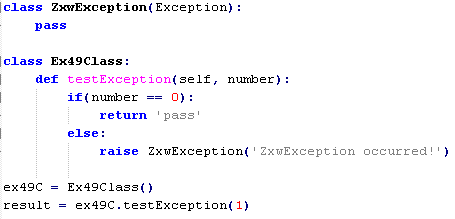 class ZxwException(Exception):
    pass

class Ex49Class:
    def testException(self, number):
        if(number == 0):
            return 'pass'
        else:
            raise ZxwException('ZxwException occurred!')

ex49C = Ex49Class()
result = ex49C.testException(1)